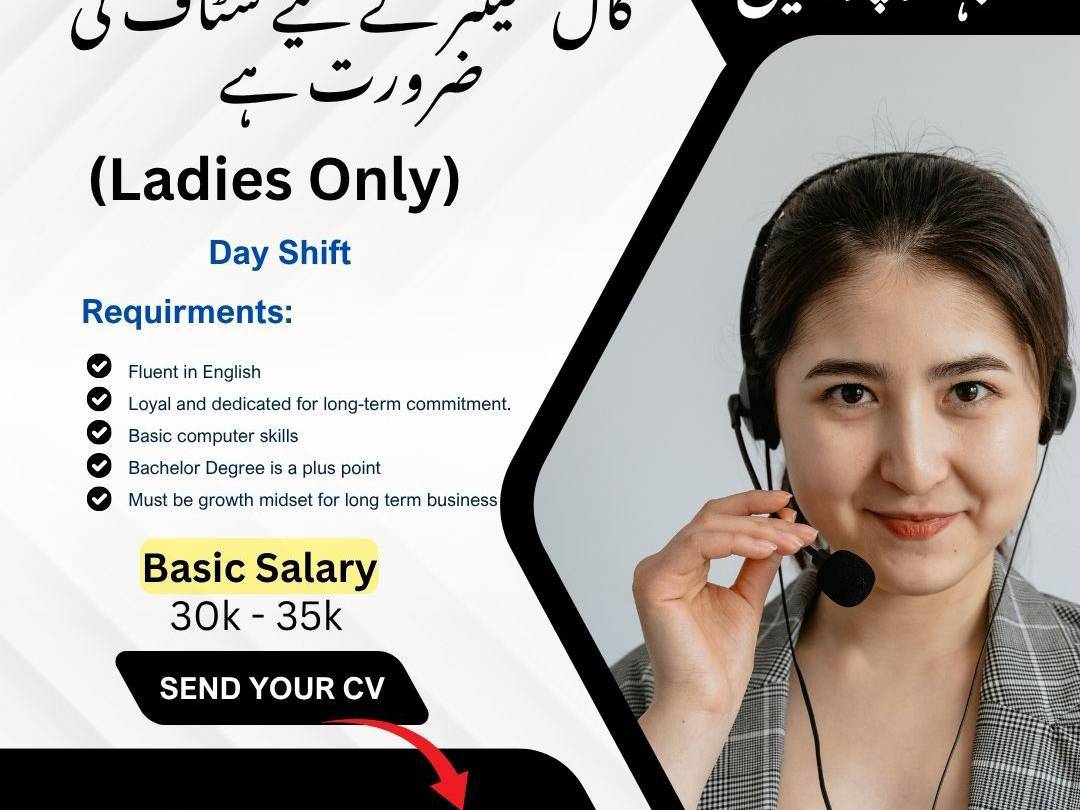 کال سینٹر کے لیے سٹاف کی
ضرورت ہے
(Ladies Only)
Day Shift
Requirments:
Fluent in English
Loyal and dedicated for long-term commitment.
Basic computer skills
Bachelor Degree is a plus point
Must be growth midset for long term business
Basic Salary
30k - 35k
SEND YOUR CV